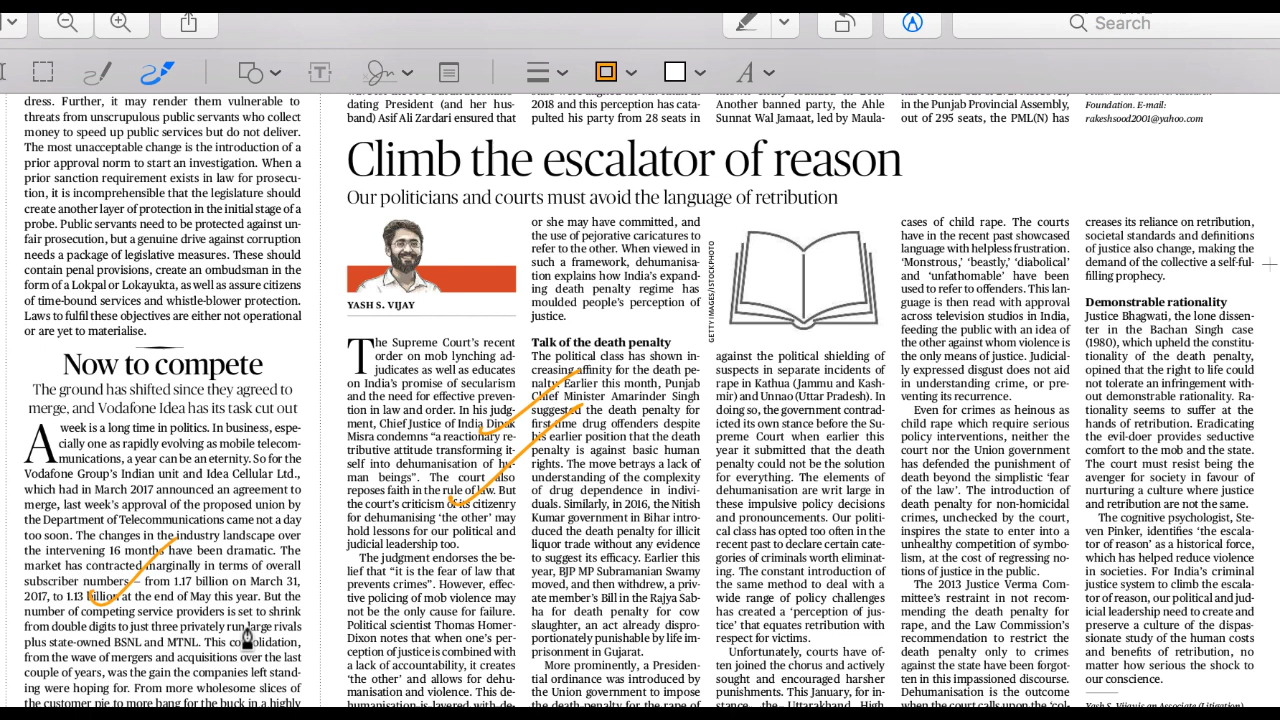 Search
dress. Further, it may render them vulnerable to
threats from unscrupulous public servants who collect
money to speed up public services but do not deliver.
The most unacceptable change is the introduction of a
prior approval norm to start an investigation. When a
prior sanction requirement exists in law for prosecu-
tion, it is incomprehensible that the legislature should
create another layer of protection in the initial stage of a
probe. Public servants need to be protected against un-
fair prosecution, but a genuine drive against corruption
needs a package of legislative measures. These should
contain penal provisions, create an ombudsman in the
form of a Lokpal or Lokayukta, as well as assure citizens
of time-bound services and whistle-blower protection.
Laws to fulfil these objectives are either not operational
or are yet to materialise.
Now to compete
The ground has shifted since they agreed to
merge, and Vodafone Idea has its task cut out
A week is a long time in politics. In business, espe-
cially one as rapidly evolving as mobile telecom-
munications, a year can be an eternity. So for the
Vodafone Group's Indian unit and Idea Cellular Ltd.,
which had in March 2017 announced an agreement to
merge, last week's approval of the proposed union by
the Department of Telecommunications came not a day
too soon. The changes in the industry landscape over
the intervening 16 months have been dramatic. The
market has contracted marginally in terms of overall
subscriber numbers — from 1.17 billion on March 31,
2017, to 1.13 billion at the end of May this year. But the
number of competing service providers is set to shrink
from double digits to just three privately run large rivals
plus state-owned BSNL and MTNL. This consolidation,
from the wave of mergers and acquisitions over the last
couple of years, was the gain the companies left stand-
ing were hoping for. From more wholesome slices of
the customer pie to more bang for the buck in a highly
dating President (and her hus-
band) Asif Ali Zardari ensured that
2018 and this perception has cata-
pulted his party from 28 seats in
Another banned party, the Ahle
Sunnat Wal Jamaat, led by Maula-
in the Punjab Provincial Assembly,
out of 295 seats, the PML(N) has
Foundation. E-mail:
rakeshsood2001@yahoo.com
Climb the escalator of reason
Our politicians and courts must avoid the language of retribution
YASH S. VIJAY
The Supreme Court's recent
order on mob lynching ad-
judicates as well as educates
on India's promise of secularism
and the need for effective preven-
tion in law and order. In his judg-
ment, Chief Justice of India Dipak
Misra condemns "a reactionary re-
tributive attitude transforming it-
self into dehumanisation of hu-
man beings". The court also
reposes faith in the rule of law. But
the court's criticism of its citizenry
for dehumanising 'the other' may
hold lessons for our political and
judicial leadership too.
The judgment endorses the be-
lief that "it is the fear of law that
prevents crimes". However, effec-
tive policing of mob violence may
not be the only cause for failure.
Political scientist Thomas Homer-
Dixon notes that when one's per-
ception of justice is combined with
a lack of accountability, it creates
'the other' and allows for dehu-
manisation and violence. This de-
humanisation is layered with de-
or she may have committed, and
the use of pejorative caricatures to
refer to the other. When viewed in
such a framework, dehumanisa-
tion explains how India's expand-
ing death penalty regime has
moulded people's perception of
justice.
Talk of the death penalty
The political class has shown in-
creasing affinity for the death pe-
nalty. Earlier this month, Punjab
Chief Minister Amarinder Singh
suggested the death penalty for
first-time drug offenders despite
his earlier position that the death
penalty is against basic human
rights. The move betrays a lack of
understanding of the complexity
of drug dependence in indivi-
duals. Similarly, in 2016, the Nitish
Kumar government in Bihar intro-
duced the death penalty for illicit
liquor trade without any evidence
to suggest its efficacy. Earlier this
year, BJP MP Subramanian Swamy
moved, and then withdrew, a priv-
ate member's Bill in the Rajya Sab-
ha for death penalty for cow
slaughter, an act already dispro-
portionately punishable by life im-
prisonment in Gujarat.
More prominently, a Presiden-
tial ordinance was introduced by
the Union government to impose
death penalty for the rape of
GETTY IMAGES/ISTOCKPHOTO
against the political shielding of
suspects in separate incidents of
rape in Kathua (Jammu and Kash-
mir) and Unnao (Uttar Pradesh). In
doing so, the government contrad-
icted its own stance before the Su-
preme Court when earlier this
year it submitted that the death
penalty could not be the solution
for everything. The elements of
dehumanisation are writ large in
these impulsive policy decisions
and pronouncements. Our politi-
cal class has opted too often in the
recent past to declare certain cate-
gories of criminals worth eliminat-
ing. The constant introduction of
the same method to deal with a
wide range of policy challenges
has created a 'perception of jus-
tice' that equates retribution with
respect for victims.
Unfortunately, courts have of-
ten joined the chorus and actively
sought and encouraged harsher
punishments. This January, for in-
stance, the Uttarakhand High
cases of child rape. The courts
have in the recent past showcased
language with helpless frustration.
'Monstrous,' 'beastly,' 'diabolical'
and 'unfathomable' have been
used to refer to offenders. This lan-
guage is then read with approval
across television studios in India,
feeding the public with an idea of
the other against whom violence is
the only means of justice. Judicial-
ly expressed disgust does not aid
in understanding crime, or pre-
venting its recurrence.
Even for crimes as heinous as
child rape which require serious
policy interventions, neither the
court nor the Union government
has defended the punishment of
death beyond the simplistic 'fear
of the law'. The introduction of
death penalty for non-homicidal
crimes, unchecked by the court,
inspires the state to enter into a
unhealthy competition of symbo-
lism, at the cost of regressing no-
tions of justice in the public.
The 2013 Justice Verma Com-
mittee's restraint in not recom-
mending the death penalty for
rape, and the Law Commission's
recommendation to restrict the
death penalty only to crimes
against the state have been forgot-
ten in this impassioned discourse.
Dehumanisation is the outcome
when the court calls upon the 'col-
creases its reliance on retribution,
societal standards and definitions
of justice also change, making the
demand of the collective a self-ful-
filling prophecy.
Demonstrable rationality
Justice Bhagwati, the lone dissen-
ter in the Bachan Singh case
(1980), which upheld the constitu-
tionality of the death penalty,
opined that the right to life could
not tolerate an infringement with-
out demonstrable rationality. Ra-
tionality seems to suffer at the
hands of retribution. Eradicating
the evil-doer provides seductive
comfort to the mob and the state.
The court must resist being the
avenger for society in favour of
nurturing a culture where justice
and retribution are not the same.
The cognitive psychologist, Ste-
ven Pinker, identifies 'the escala-
tor of reason' as a historical force,
which has helped reduce violence
in societies. For India's criminal
justice system to climb the escala-
tor of reason, our political and ju-
dicial leadership need to create and
preserve a culture of the dispas-
sionate study of the human costs
and benefits of retribution, no
matter how serious the shock to
our conscience.
Yash S. Vijay is an Associate (Litigation)